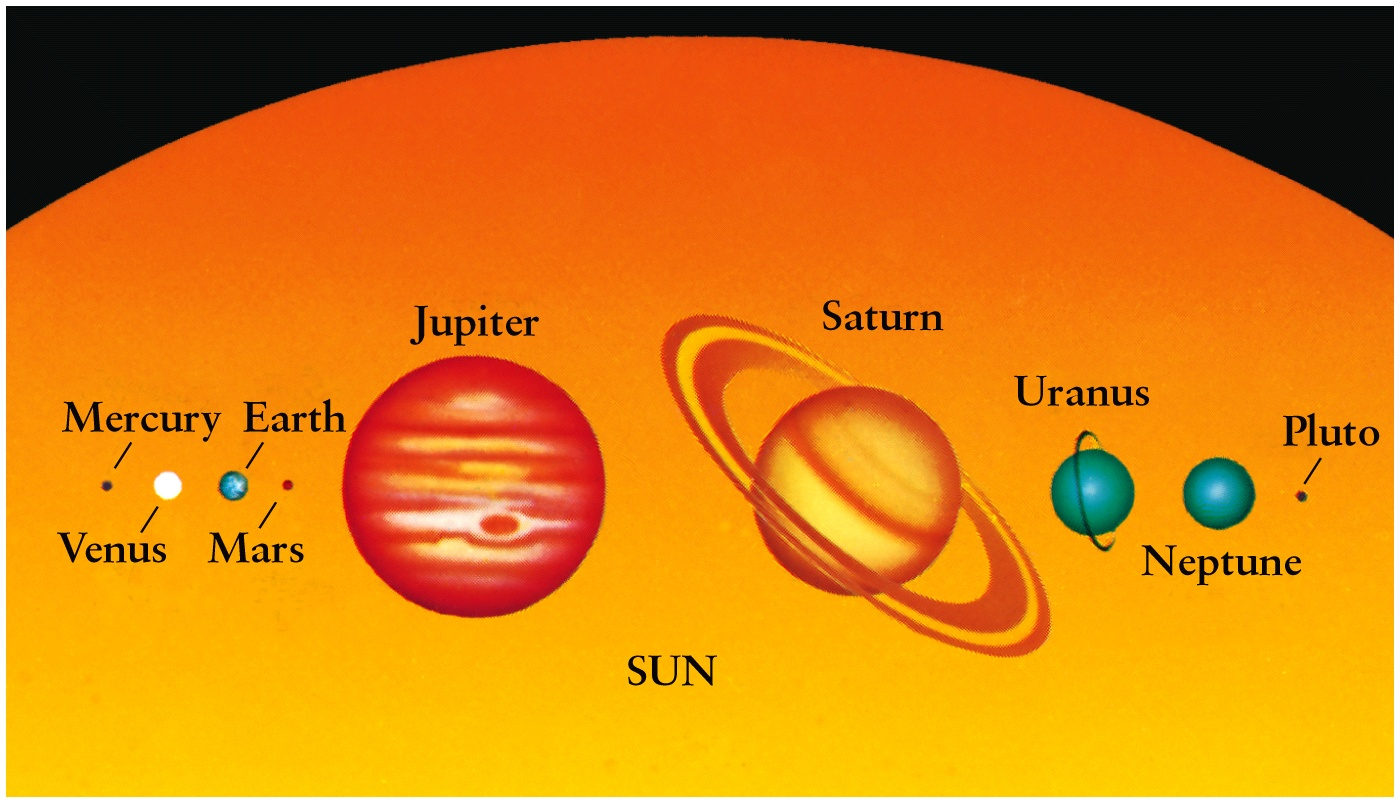 Jupiter
Saturn
Uranus
Mercury
Earth
Pluto
Venus
Mars
Neptune
SUN